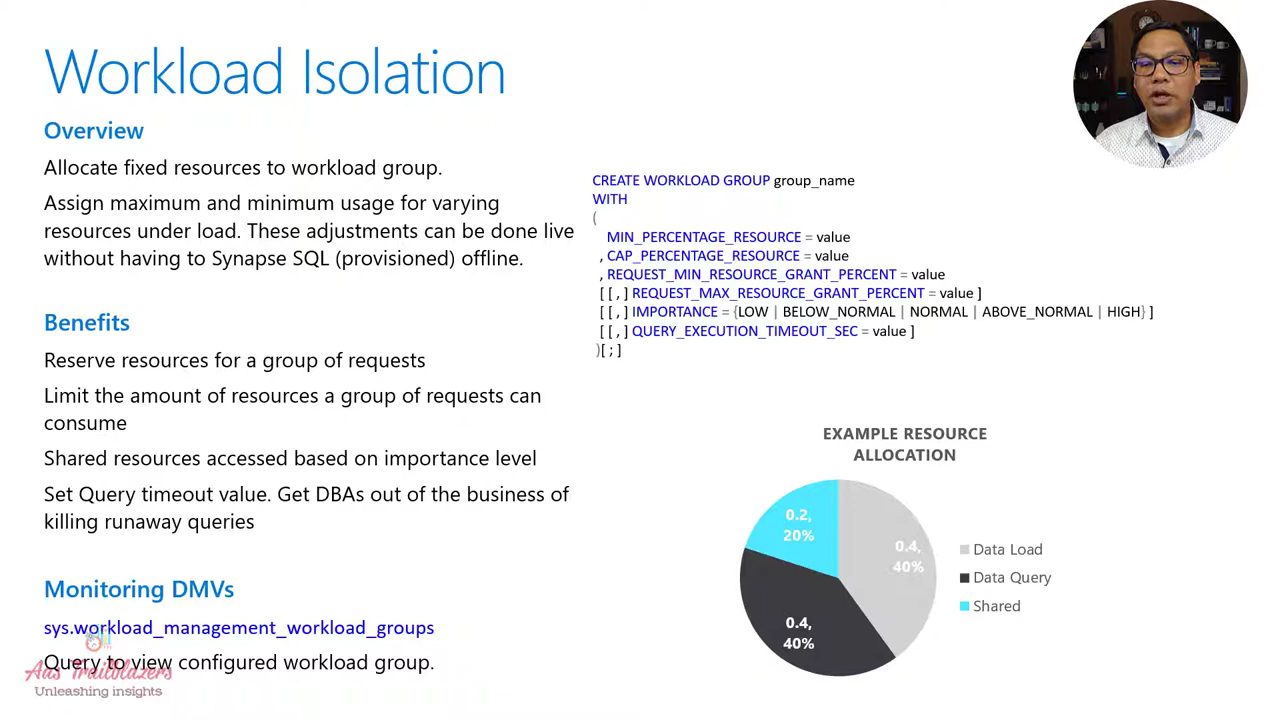 Workload Isolation
Overview
Allocate fixed resources to workload group.
Assign maximum and minimum usage for varying
resources under load. These adjustments can be done live
without having to Synapse SQL (provisioned) offline.
Benefits
Reserve resources for a group of requests
Limit the amount of resources a group of requests can
consume
Shared resources accessed based on importance level
Set Query timeout value. Get DBAs out of the business of
killing runaway queries
Monitoring DMVs
sys.workload_management_workload_groups
Query to view configured workload group.
Aas Trailblazers
Unleashing insights
CREATE WORKLOAD GROUP group_name
WITH
(
MIN_PERCENTAGE_RESOURCE = value
, CAP_PERCENTAGE_RESOURCE = value
, REQUEST_MIN_RESOURCE_GRANT_PERCENT = value
[ [ , ] REQUEST_MAX_RESOURCE_GRANT_PERCENT = value ]
[ [ , ] IMPORTANCE = {LOW | BELOW_NORMAL | NORMAL | ABOVE_NORMAL | HIGH} ]
[ [ , ] QUERY_EXECUTION_TIMEOUT_SEC = value ]
)[ ; ]
EXAMPLE RESOURCE
ALLOCATION
0.2,
20%
0.4,
40%
0.4,
40%
Data Load
Data Query
Shared